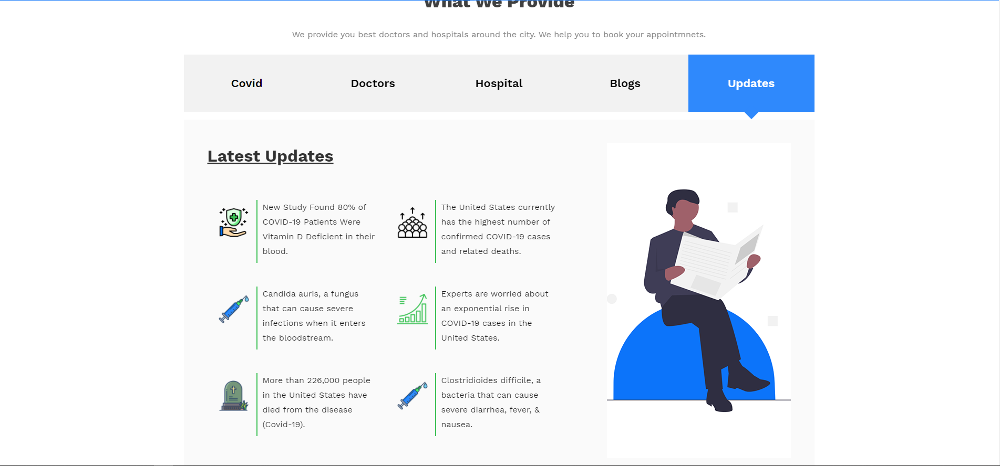 What We Provide
We provide you best doctors and hospitals around the city. We help you to book your appointmnets.
Covid
Doctors
Hospital
Blogs
Updates
Latest Updates
New Study Found 80% of
COVID-19 Patients Were
Vitamin D Deficient in their
blood.
The United States currently
has the highest number of
confirmed COVID-19 cases
and related deaths.
Candida auris, a fungus
that can cause severe
infections when it enters
the bloodstream.
Experts are worried about
an exponential rise in
COVID-19 cases in the
United States.
More than 226,000 people
in the United States have
died from the disease
(Covid-19).
Clostridioides difficile, a
bacteria that can cause
severe diarrhea, fever, &
nausea.